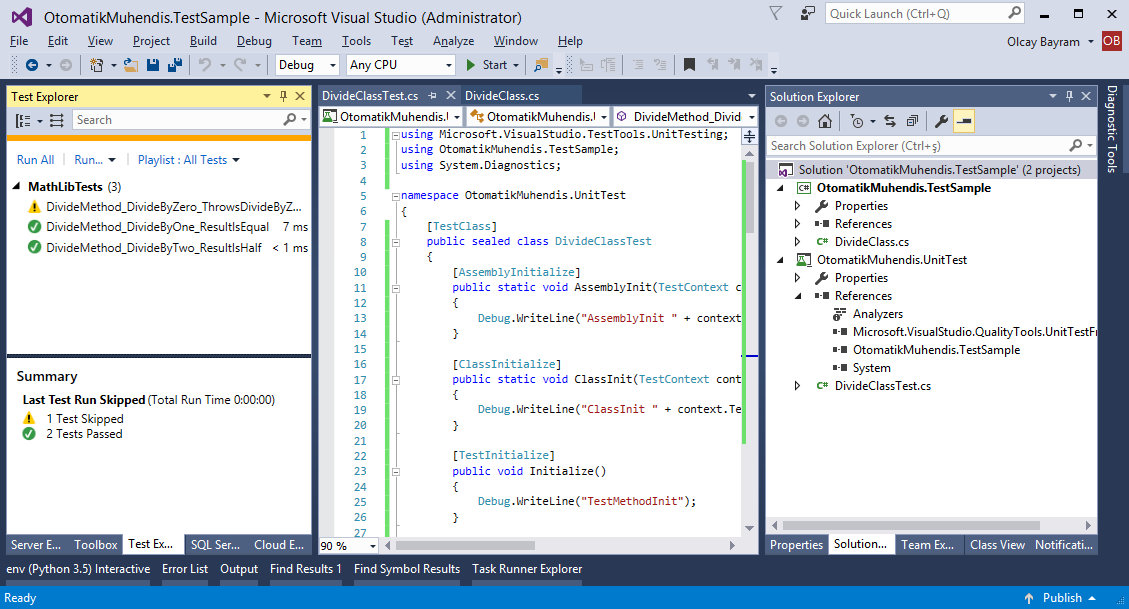 OtomatikMuhendis.TestSample - Microsoft Visual Studio (Administrator)
Quick Launch (Ctrl+Q)
File Edit View Project Build Debug Team Tools Test Analyze Window Help
Olcay Bayram OB
Debug Any CPU Start
Test Explorer
Search
Run All Run... Playlist : All Tests
MathLibTests (3)
DivideMethod_DivideByZero_ThrowsDivideByZ...
DivideMethod_DivideByOne_ResultIsEqual 7 ms
DivideMethod_DivideByTwo_ResultIsHalf < 1 ms
Summary
Last Test Run Skipped (Total Run Time 0:00:00)
1 Test Skipped
2 Tests Passed
Server E... Toolbox Test Ex... SQL Ser... Cloud E...
DivideClassTest.cs DivideClass.cs
OtomatikMuhendis.U OtomatikMuhendis.U DivideMethod_Divid
1 using Microsoft.VisualStudio.TestTools.UnitTesting;
2 using OtomatikMuhendis.TestSample;
3 using System.Diagnostics;
4
5 namespace OtomatikMuhendis.UnitTest
6 {
7 [TestClass]
8 public sealed class DivideClassTest
9 {
10 [AssemblyInitialize]
11 public static void AssemblyInit(TestContext c
12 {
13 Debug.WriteLine("AssemblyInit " + context
14 }
15
16 [ClassInitialize]
17 public static void ClassInit(TestContext cont
18 {
19 Debug.WriteLine("ClassInit " + context.Te
20 }
21
22 [TestInitialize]
23 public void Initialize()
24 {
25 Debug.WriteLine("TestMethodInit");
26 }
27
90 %
Solution Explorer
Search Solution Explorer (Ctrl+ş)
Solution 'OtomatikMuhendis.TestSample' (2 projects)
OtomatikMuhendis.TestSample
Properties
References
C# DivideClass.cs
OtomatikMuhendis.UnitTest
Properties
References
Analyzers
Microsoft.VisualStudio.QualityTools.UnitTestFr
OtomatikMuhendis.TestSample
System
C# DivideClassTest.cs
Properties Solution... Team Ex... Class View Notificati...
Diagnostic Tools
env (Python 3.5) Interactive Error List Output Find Results 1 Find Symbol Results Task Runner Explorer
Ready Publish